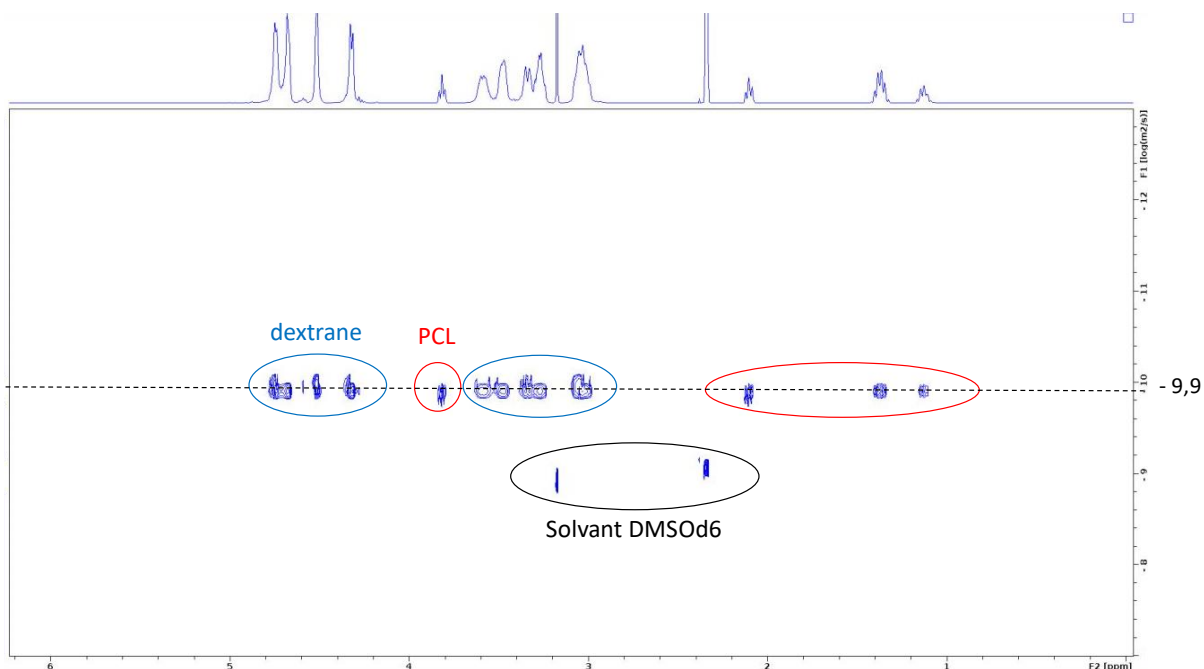 F1 [log(m2/s)]
- 12
- 11
dextrane
PCL
- 10
- 9,9
- 9
Solvant DMSOd6
- 8
6
5
4
3
2
1
F2 [ppm]